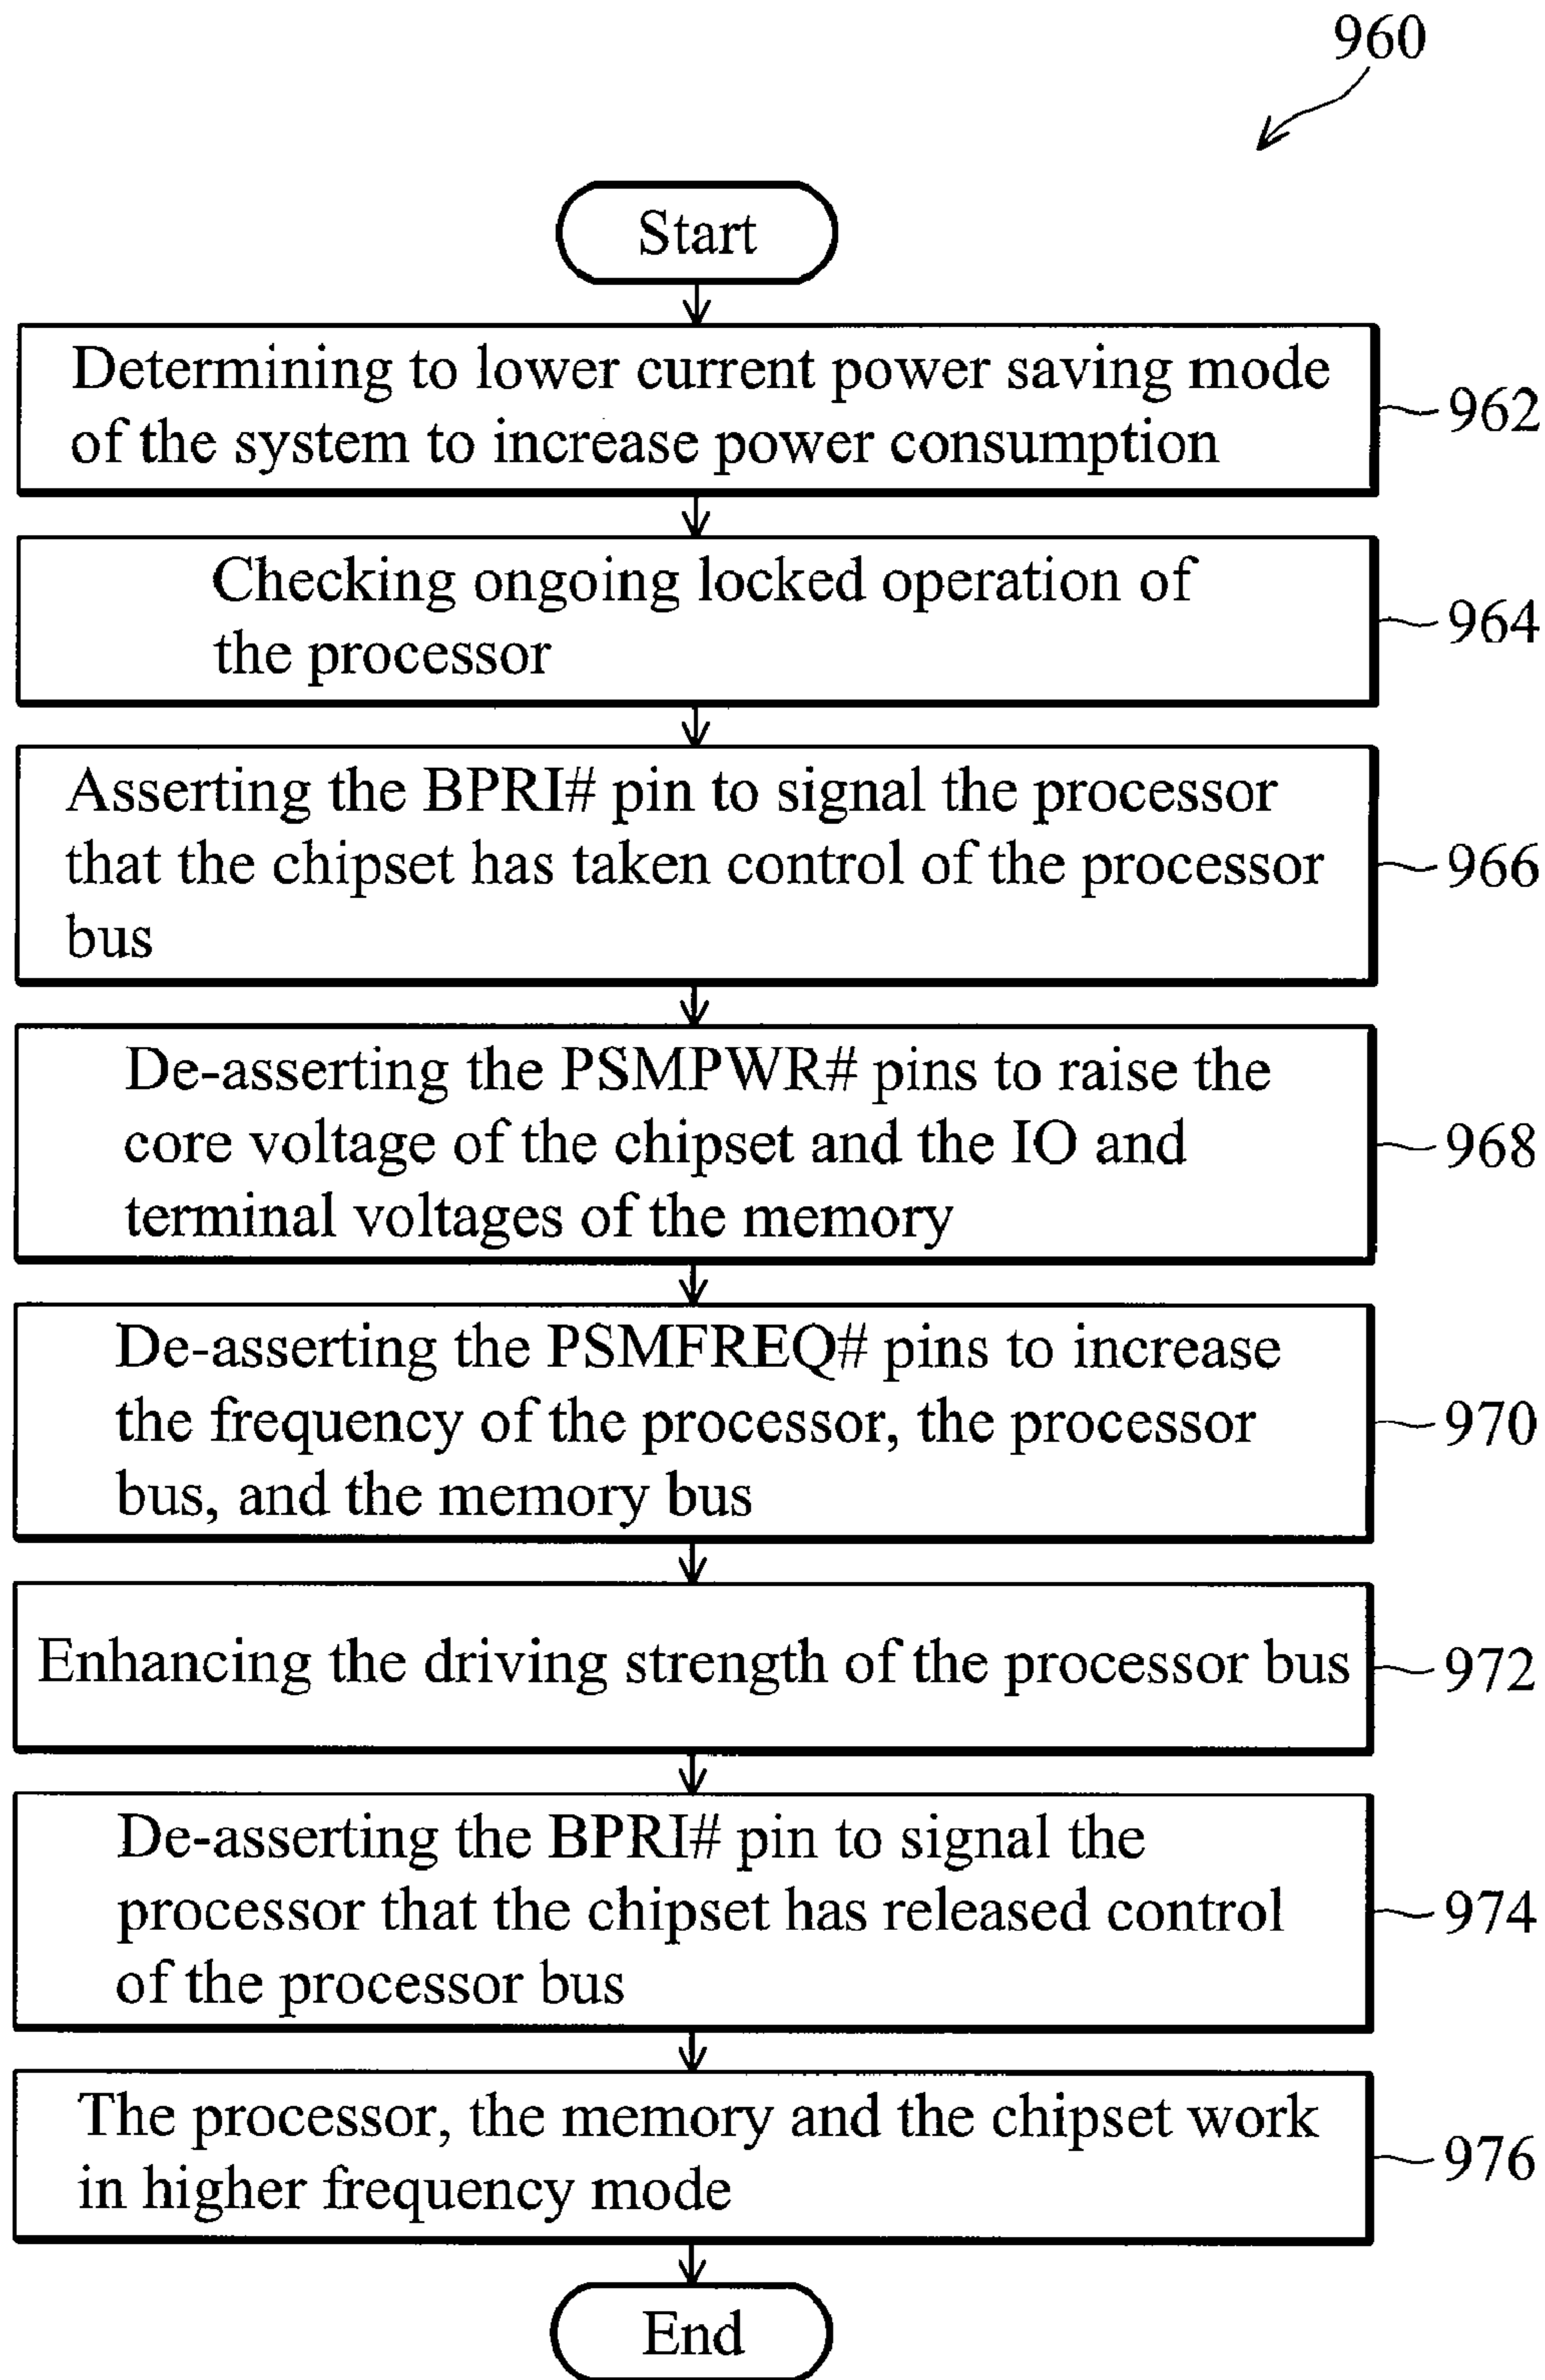 960
Start
Determining to lower current power saving mode
of the system to increase power consumption
962
Checking ongoing locked operation of
the processor
964
Asserting the BPRI# pin to signal the processor
that the chipset has taken control of the processor
bus
966
De-asserting the PSMPWR# pins to raise the
core voltage of the chipset and the IO and
terminal voltages of the memory
968
De-asserting the PSMFREQ# pins to increase
the frequency of the processor, the processor
bus, and the memory bus
970
Enhancing the driving strength of the processor bus
972
De-asserting the BPRI# pin to signal the
processor that the chipset has released control
of the processor bus
974
The processor, the memory and the chipset work
in higher frequency mode
976
End